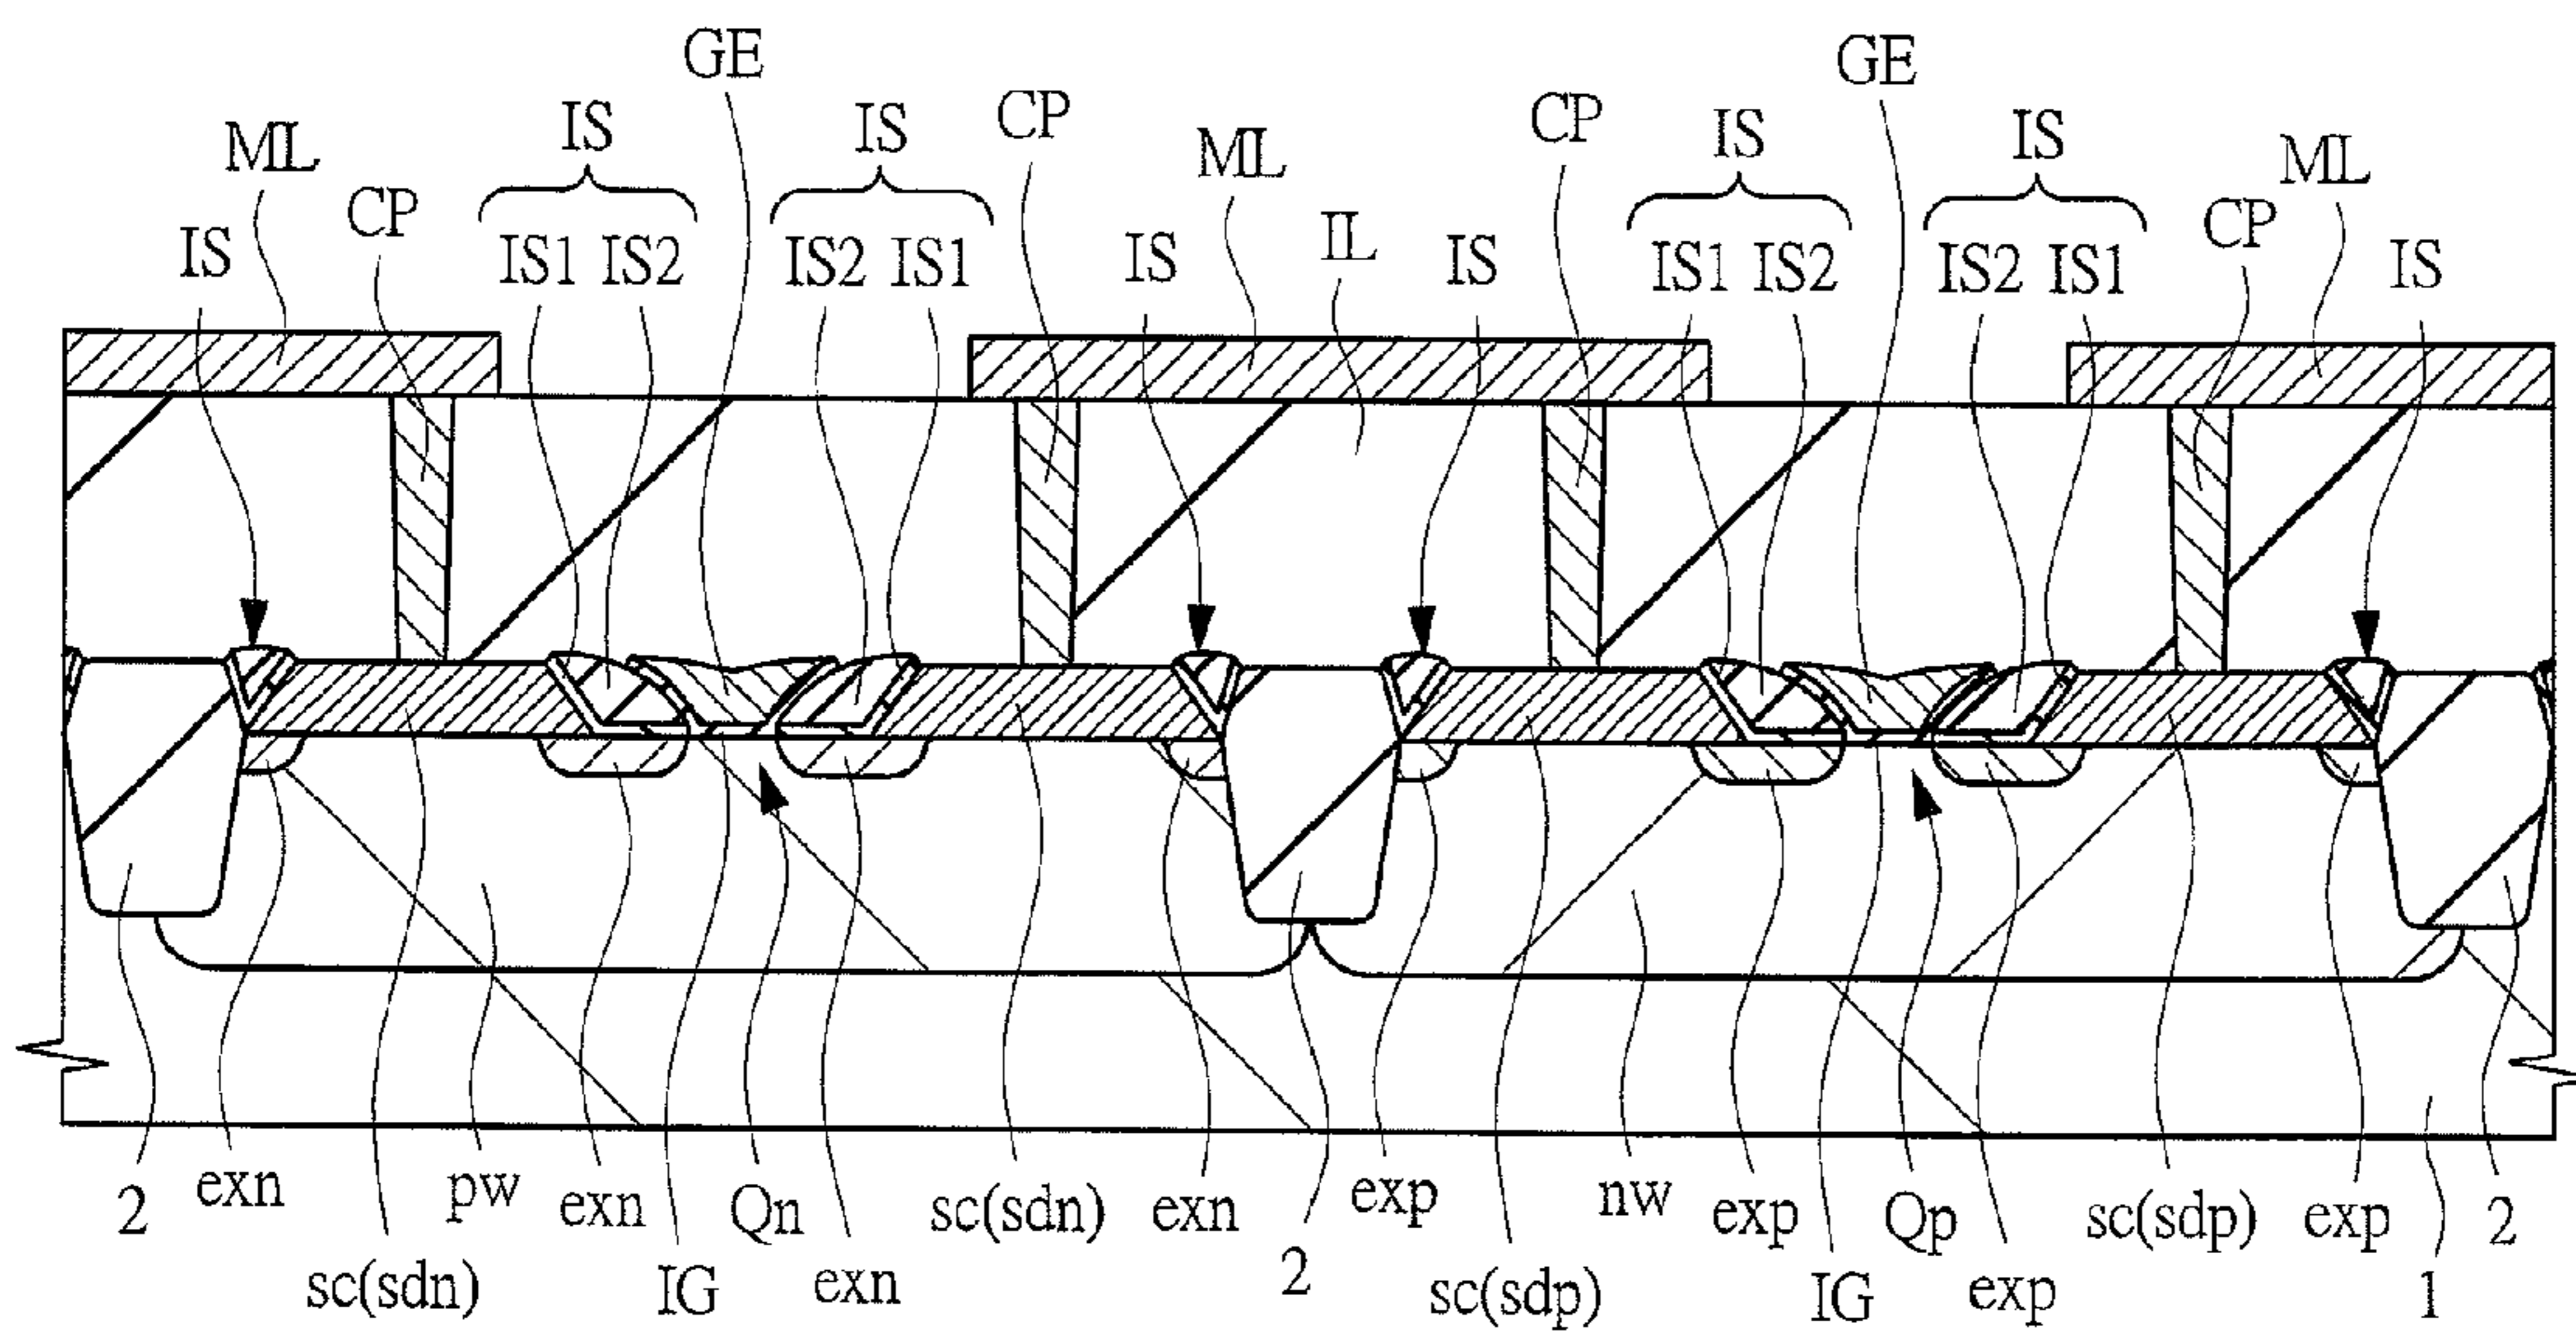 GE GE
CP CP
IS IS IS IS
ML ML ML
CP IL CP
IS IS1 IS2 IS2 IS1 IS IS IS1 IS2 IS2 IS1 IS
2 exn pw exn Qn sc(sdn) exn exp nw exp Qp sc(sdp) exp 2
sc(sdn) IG exn 2 sc(sdp) IG exp 1